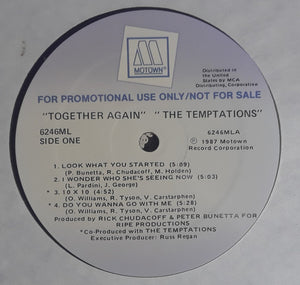 MOTOWN®
Distributed in
the United
States by MCA
Distributing, Corporation
FOR PROMOTIONAL USE ONLY/NOT FOR SALE
"TOGETHER AGAIN" "THE TEMPTATIONS"
6246ML
SIDE ONE
6246MLA
℗ 1987 Motown
Record Corporation
1. LOOK WHAT YOU STARTED (5:09)
(P. Bunetta, R. Chudacoff, M. Holden)
2. I WONDER WHO SHE'S SEEING NOW (5:03)
(L. Pardini, J. George)
* 3. 10 X 10 (4:52)
(O. Williams, R. Tyson, V. Carstarphen)
* 4. DO YOU WANNA GO WITH ME (5:28)
(O. Williams, R. Tyson, V. Carstarphen)
Produced by RICK CHUDACOFF & PETER BUNETTA FOR
RIPE PRODUCTIONS
*Co-Produced with THE TEMPTATIONS
Executive Producer: Russ Regan